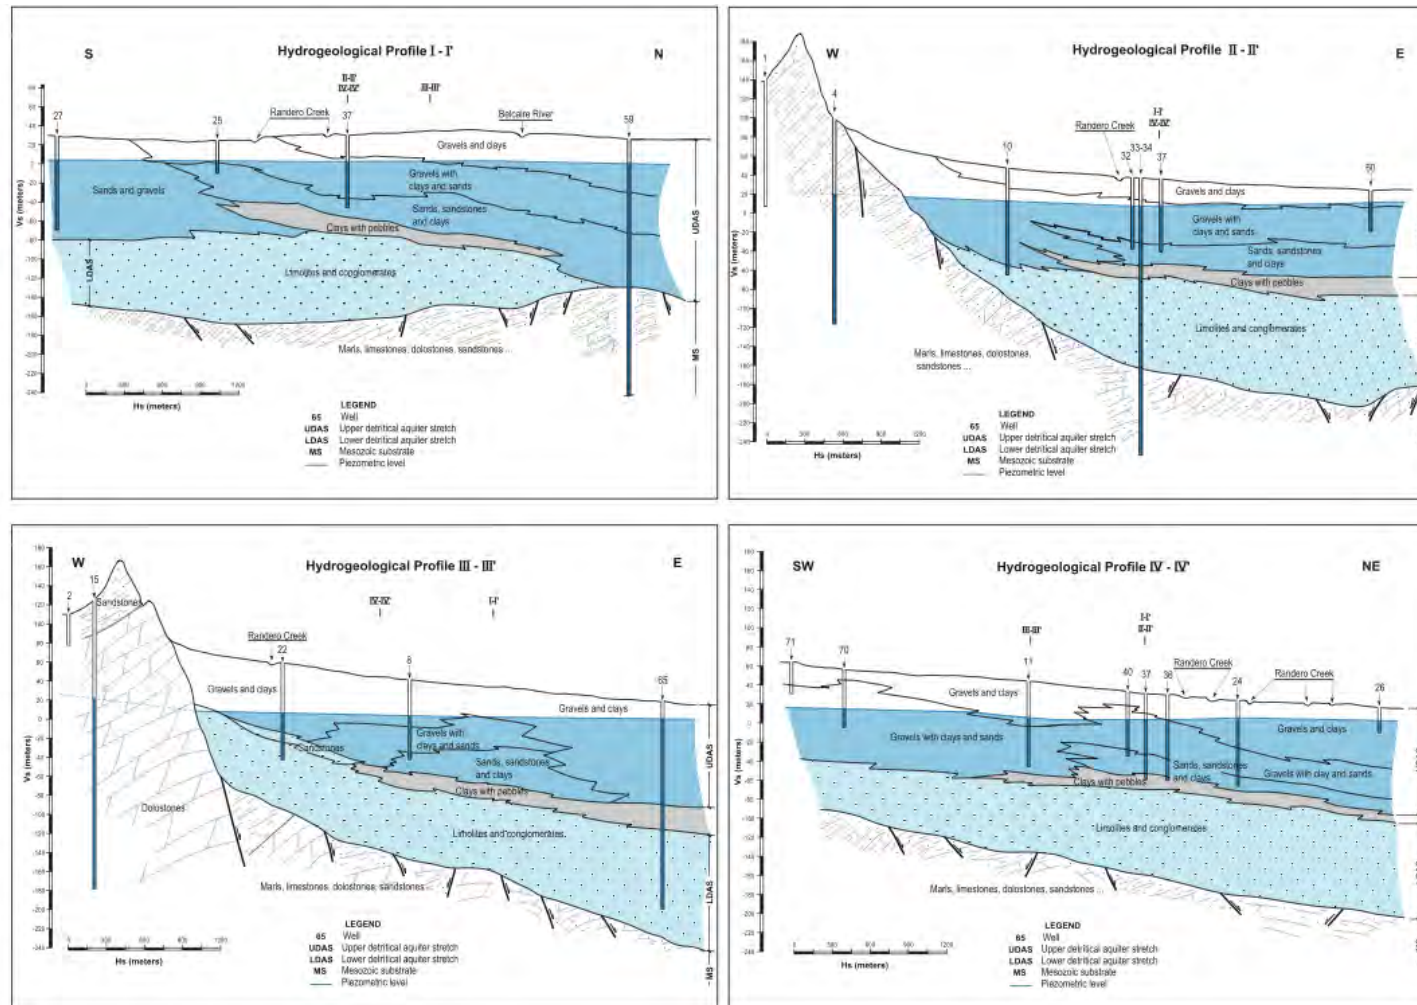 Hydrogeological Profile I - I'
S
N
II-II'
IV-IV'
III-III'
27
25
Randero Creek
37
Belcaire River
59
Gravels and clays
Sands and gravels
Gravels with
clays and sands
Sands, sandstones
and clays
Clays with pebbles
Limolites and conglomerates
Marls, limestones, dolostones, sandstones ...
UDAS
LDAS
MS
Vs (meters)
Hs (meters)
LEGEND
65 Well
UDAS Upper detritical aquiter stretch
LDAS Lower detritical aquiter stretch
MS Mesozoic substrate
Piezometric level
Hydrogeological Profile II - II'
W
E
I-I'
IV-IV'
1
4
10
Randero Creek
32
33-34
37
50
Gravels and clays
Gravels with
clays and sands
Sands, sandstones
and clays
Clays with pebbles
Limolites and conglomerates
Marls, limestones, dolostones,
sandstones ...
Vs (meters)
Hs (meters)
LEGEND
65 Well
UDAS Upper detritical aquiter stretch
LDAS Lower detritical aquiter stretch
MS Mesozoic substrate
Piezometric level
Hydrogeological Profile III - III'
W
E
IV-IV'
I-I'
2
15
Sandstones
Randero Creek
22
8
65
Gravels and clays
Gravels and clays
Gravels with
clays and sands
Sandstones
Sands, sandstones
and clays
Clays with pebbles
Dolostones
Limolites and conglomerates
Marls, limestones, dolostones, sandstones ...
UDAS
LDAS
MS
Vs (meters)
Hs (meters)
LEGEND
65 Well
UDAS Upper detritical aquiter stretch
LDAS Lower detritical aquiter stretch
MS Mesozoic substrate
Piezometric level
Hydrogeological Profile IV - IV'
SW
NE
III-III'
I-I'
II-II'
71
70
11
40
37
36
Randero Creek
24
Randero Creek
26
Gravels and clays
Gravels and clays
Gravels with clays and sands
Sands, sandstones
and clays
Gravels with clay and sands
Clays with pebbles
Limolites and conglomerates
Marls, limestones, dolostones, sandstones ...
Vs (meters)
Hs (meters)
LEGEND
65 Well
UDAS Upper detritical aquiter stretch
LDAS Lower detritical aquiter stretch
MS Mesozoic substrate
Piezometric level